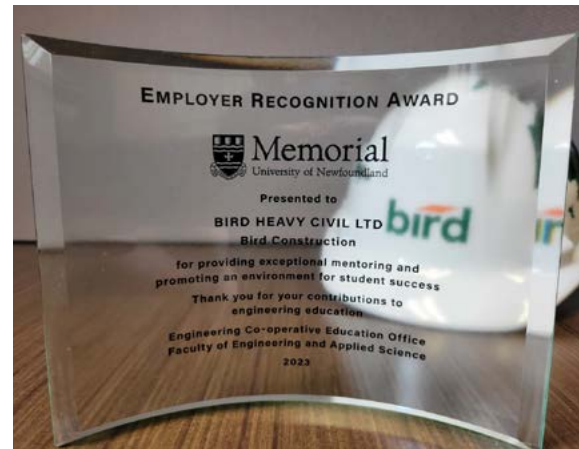 EMPLOYER RECOGNITION AWARD
Memorial
University of Newfoundland
Presented to
BIRD HEAVY CIVIL LTD
Bird Construction
bird
for providing exceptional mentoring and
promoting an environment for student success
Thank you for your contributions to
engineering education
Engineering Co-operative Education Office
Faculty of Engineering and Applied Science
2023